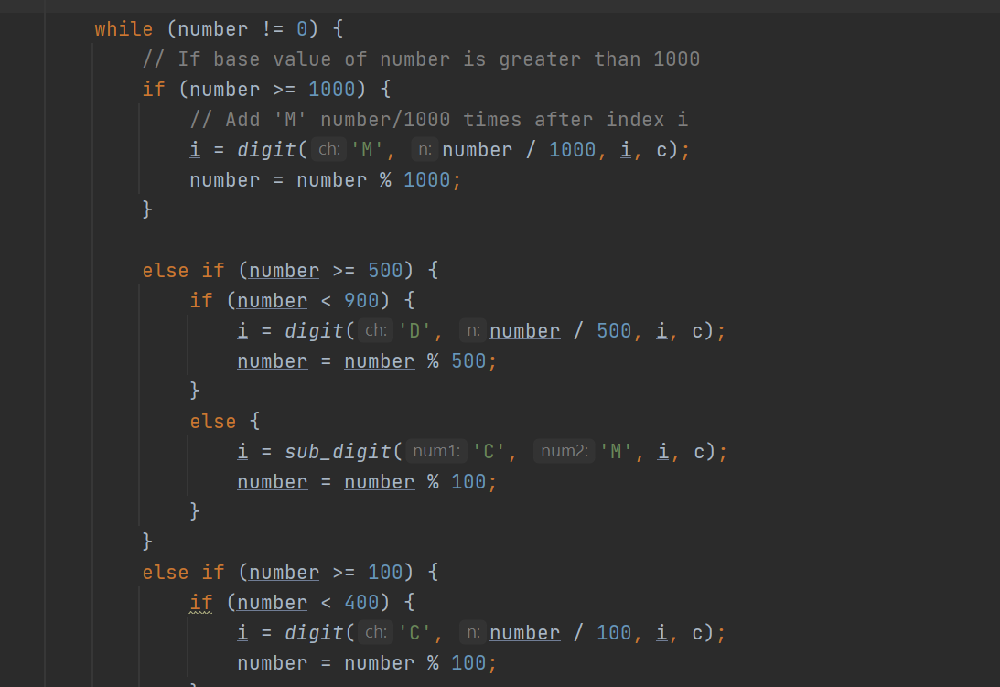 while (number != 0) {
// If base value of number is greater than 1000
if (number >= 1000) {
// Add 'M' number/1000 times after index i
i = digit( ch: 'M', n: number / 1000, i, c);
number = number % 1000;
}
else if (number >= 500) {
if (number < 900) {
i = digit( ch: 'D', n: number / 500, i, c);
number = number % 500;
}
else {
i = sub_digit( num1: 'C', num2: 'M', i, c);
number = number % 100;
}
}
else if (number >= 100) {
if (number < 400) {
i = digit( ch: 'C', n: number / 100, i, c);
number = number % 100;